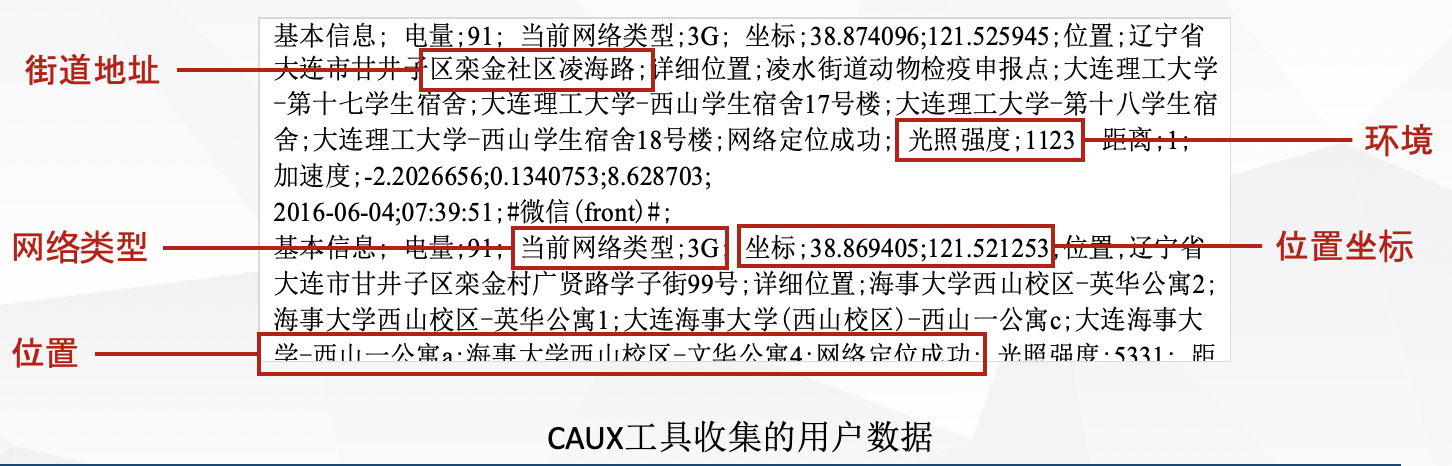 基本信息; 电量;91; 当前网络类型;3G; 坐标;38.874096;121.525945;位置;辽宁省
街道地址
大连市甘井子区栾金社区凌海路;详细位置;凌水街道动物检疫申报点;大连理工大学
-第十七学生宿舍;大连理工大学-西山学生宿舍17号楼;大连理工大学-第十八学生宿
舍;大连理工大学-西山学生宿舍18号楼;网络定位成功; 光照强度;1123 距离;1;
环境
加速度;-2.2026656;0.1340753;8.628703;
2016-06-04;07:39:51;#微信(front)#;
网络类型
基本信息; 电量;91; 当前网络类型;3G; 坐标;38.869405;121.521253;位置;辽宁省
位置坐标
大连市甘井子区栾金村广贤路学子街99号;详细位置;海事大学西山校区-英华公寓2;
海事大学西山校区-英华公寓1;大连海事大学(西山校区)-西山一公寓c;大连海事大
位置
学-西山一公寓a;海事大学西山校区-文华公寓4;网络定位成功; 光照强度;5331; 距
CAUX工具收集的用户数据